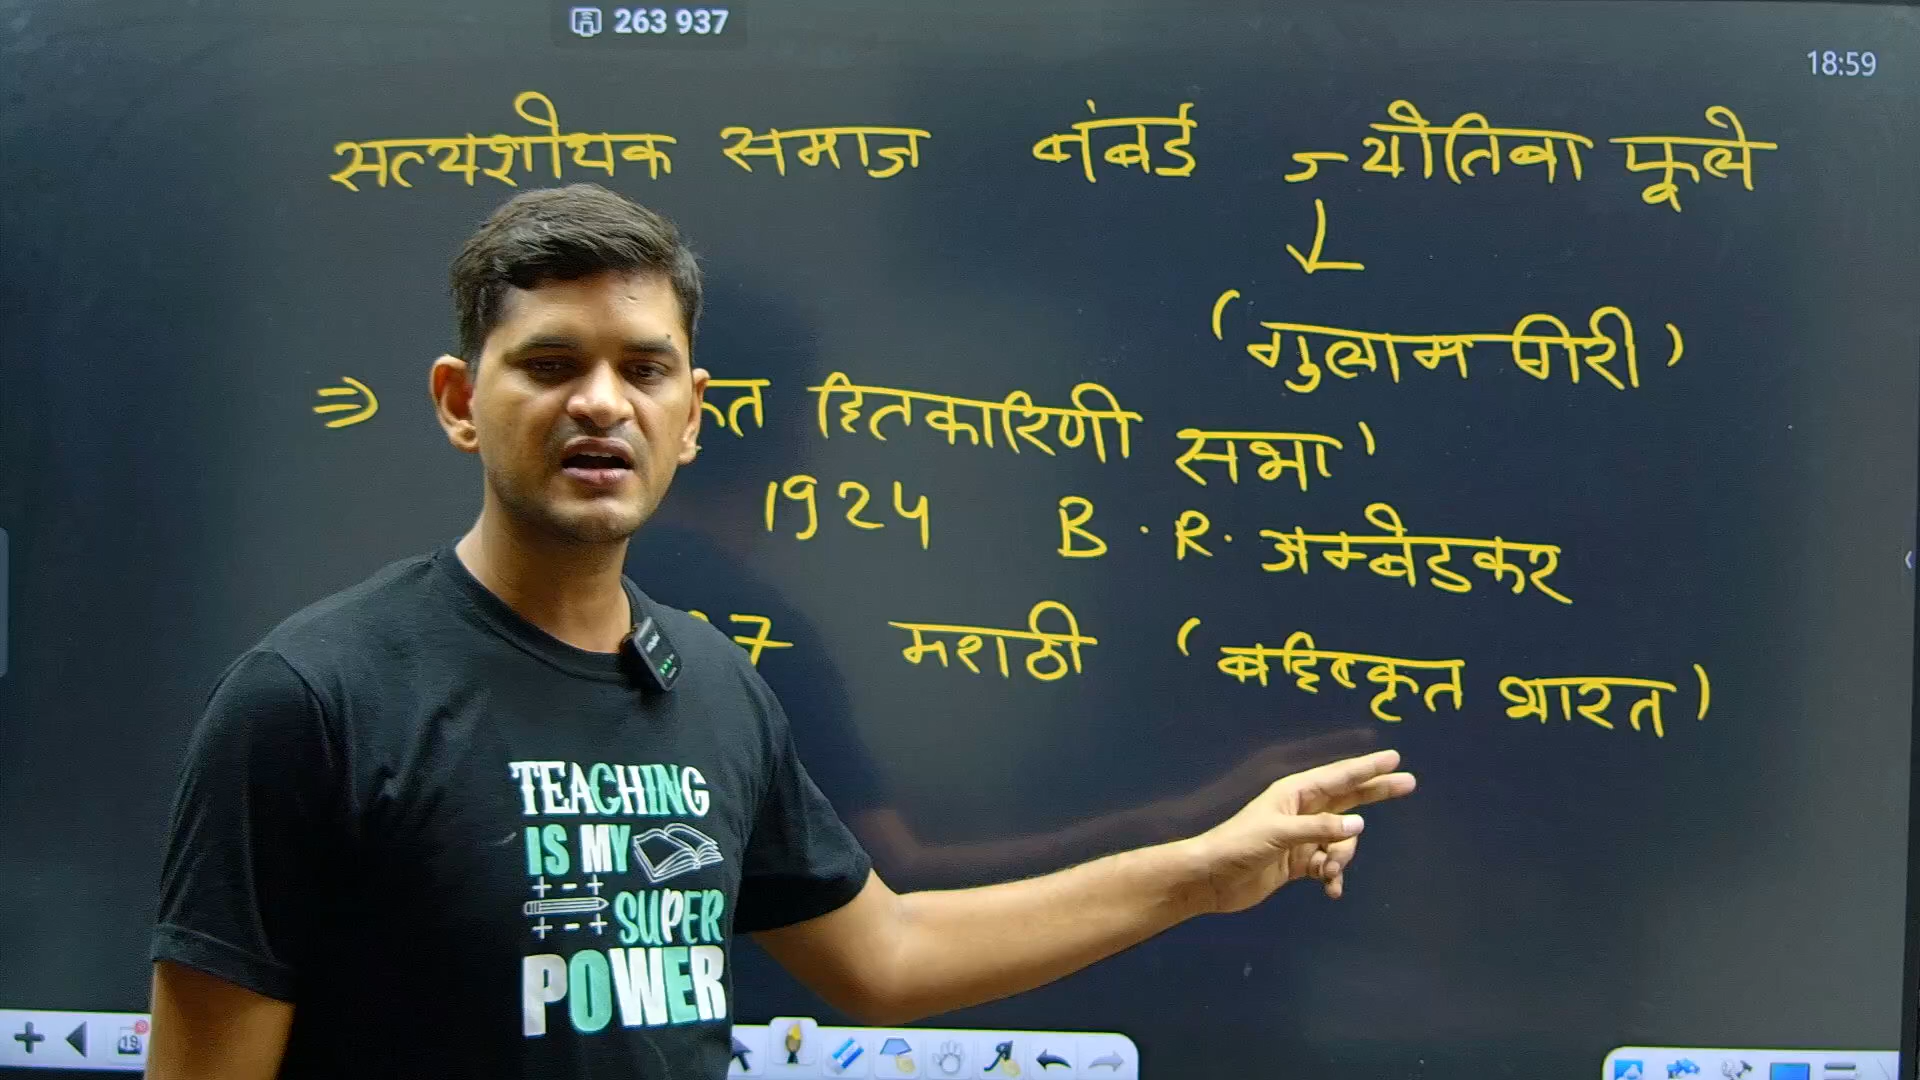 263 937
18:59
सत्यशोधक समाज बंबई ज्योतिबा फूले
(गुलाम गिरी)
⇒ हितकारिणी सभा'
1924 B. R. अम्बेडकर
मराठी (बहिष्कृत भारत)
TEACHING
IS MY
SUPER
POWER
19